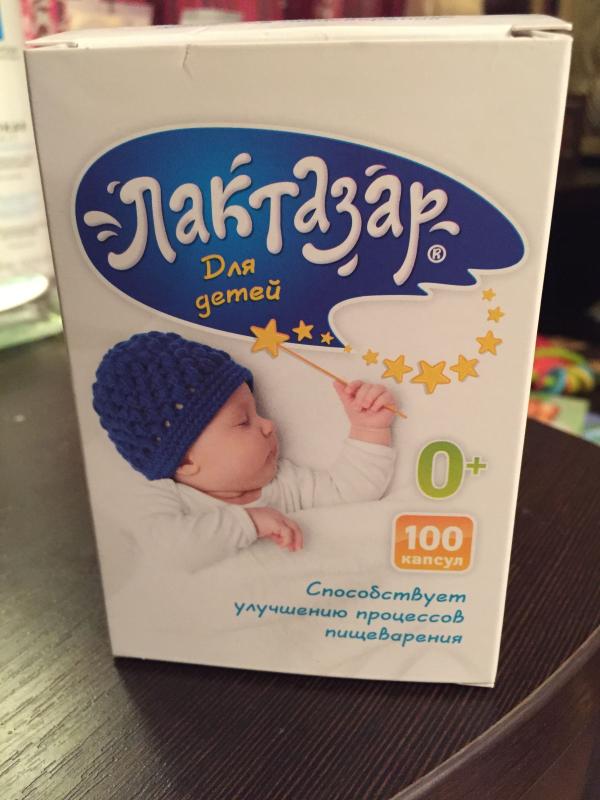 Лактазар®
Для
детей
0+
100
капсул
Способствует
улучшению процессов
пищеварения